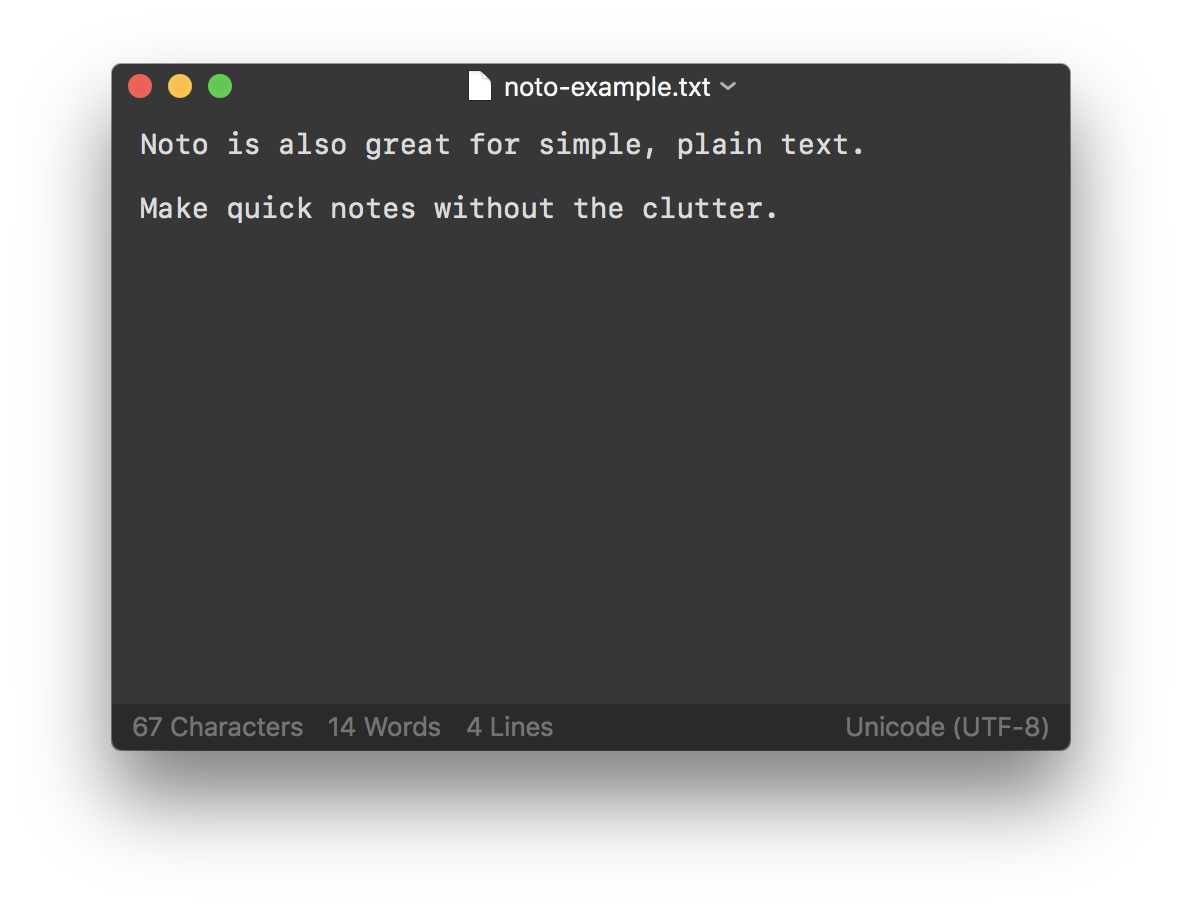 noto-example.txt
Noto is also great for simple, plain text.
Make quick notes without the clutter.
67 Characters 14 Words 4 Lines Unicode (UTF-8)